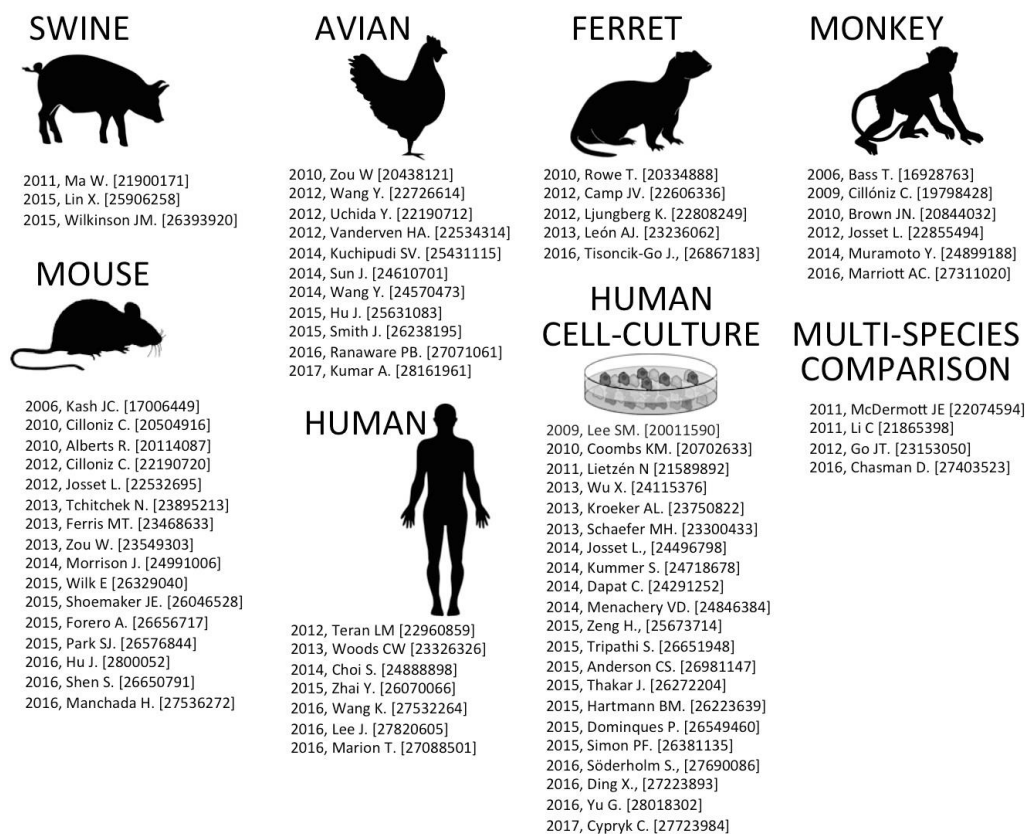 SWINE
2011, Ma W. [21900171]
2015, Lin X. [25906258]
2015, Wilkinson JM. [26393920]
MOUSE
2006, Kash JC. [17006449]
2010, Cilloniz C. [20504916]
2010, Alberts R. [20114087]
2012, Cilloniz C. [22190720]
2012, Josset L. [22532695]
2013, Tchitchek N. [23895213]
2013, Ferris MT. [23468633]
2013, Zou W. [23549303]
2014, Morrison J. [24991006]
2015, Wilk E [26329040]
2015, Shoemaker JE. [26046528]
2015, Forero A. [26656717]
2015, Park SJ. [26576844]
2016, Hu J. [2800052]
2016, Shen S. [26650791]
2016, Manchada H. [27536272]
AVIAN
2010, Zou W [20438121]
2012, Wang Y. [22726614]
2012, Uchida Y. [22190712]
2012, Vanderven HA. [22534314]
2014, Kuchipudi SV. [25431115]
2014, Sun J. [24610701]
2014, Wang Y. [24570473]
2015, Hu J. [25631083]
2015, Smith J. [26238195]
2016, Ranaware PB. [27071061]
2017, Kumar A. [28161961]
HUMAN
2012, Teran LM [22960859]
2013, Woods CW [23326326]
2014, Choi S. [24888898]
2015, Zhai Y. [26070066]
2016, Wang K. [27532264]
2016, Lee J. [27820605]
2016, Marion T. [27088501]
FERRET
2010, Rowe T. [20334888]
2012, Camp JV. [22606336]
2012, Ljungberg K. [22808249]
2013, León AJ. [23236062]
2016, Tisoncik-Go J., [26867183]
HUMAN
CELL-CULTURE
2009, Lee SM. [20011590]
2010, Coombs KM. [20702633]
2011, Lietzén N [21589892]
2013, Wu X. [24115376]
2013, Kroeker AL. [23750822]
2013, Schaefer MH. [23300433]
2014, Josset L., [24496798]
2014, Kummer S. [24718678]
2014, Dapat C. [24291252]
2014, Menachery VD. [24846384]
2015, Zeng H., [25673714]
2015, Tripathi S. [26651948]
2015, Anderson CS. [26981147]
2015, Thakar J. [26272204]
2015, Hartmann BM. [26223639]
2015, Dominques P. [26549460]
2015, Simon PF. [26381135]
2016, Söderholm S., [27690086]
2016, Ding X., [27223893]
2016, Yu G. [28018302]
2017, Cypryk C. [27723984]
MONKEY
2006, Bass T. [16928763]
2009, Cillóniz C. [19798428]
2010, Brown JN. [20844032]
2012, Josset L. [22855494]
2014, Muramoto Y. [24899188]
2016, Marriott AC. [27311020]
MULTI-SPECIES
COMPARISON
2011, McDermott JE [22074594]
2011, Li C [21865398]
2012, Go JT. [23153050]
2016, Chasman D. [27403523]